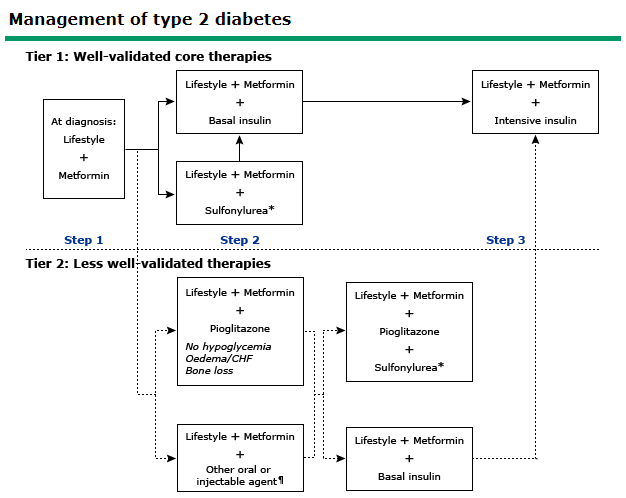 Management of type 2 diabetes
Tier 1: Well-validated core therapies
At diagnosis:
Lifestyle
+
Metformin
Lifestyle + Metformin
+
Basal insulin
Lifestyle + Metformin
+
Sulfonylurea*
Lifestyle + Metformin
+
Intensive insulin
Step 1
Step 2
Step 3
Tier 2: Less well-validated therapies
Lifestyle + Metformin
+
Pioglitazone
No hypoglycemia
Oedema/CHF
Bone loss
Lifestyle + Metformin
+
Other oral or
injectable agent¶
Lifestyle + Metformin
+
Pioglitazone
+
Sulfonylurea*
Lifestyle + Metformin
+
Basal insulin